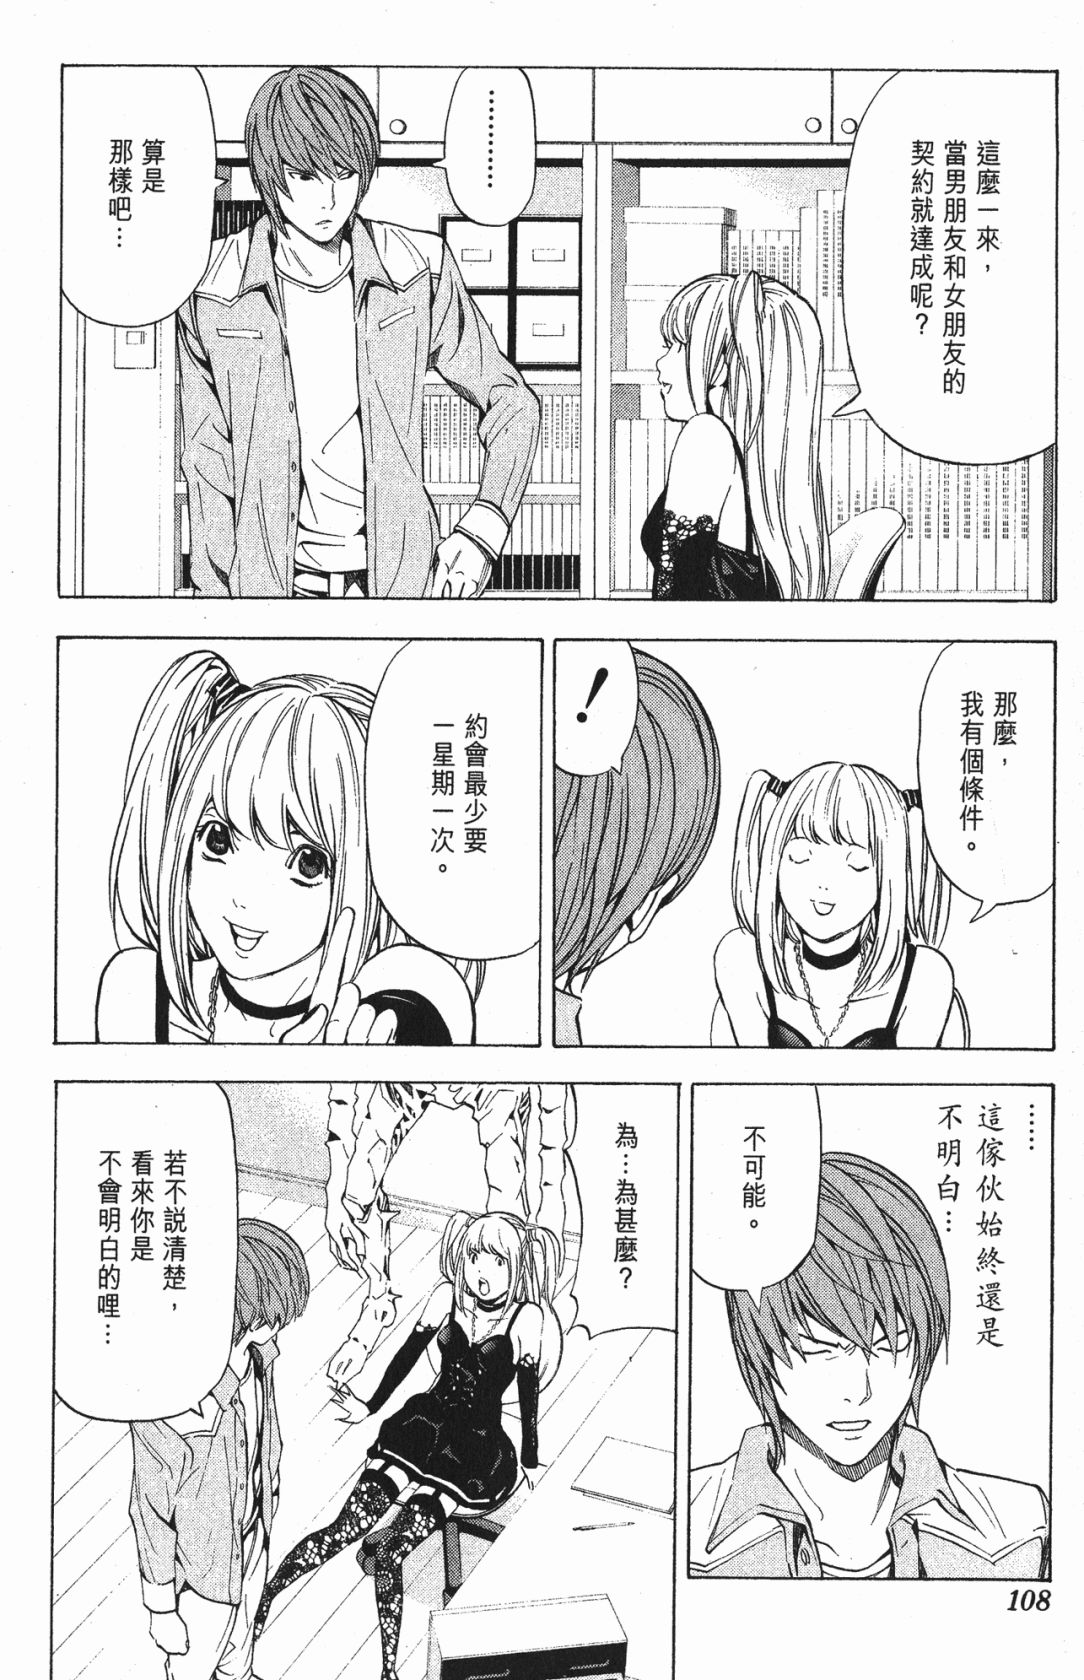 這麼一來，
當男朋友和女朋友的
契約就達成呢？
⋯⋯⋯
算是
那樣吧⋯
那麼，
我有個條件。
！
約會最少要
一星期一次。
⋯⋯
這傢伙始終還是
不明白⋯
不可能。
為⋯為甚麼？
若不說清楚，
看來你是
不會明白的哩⋯
108